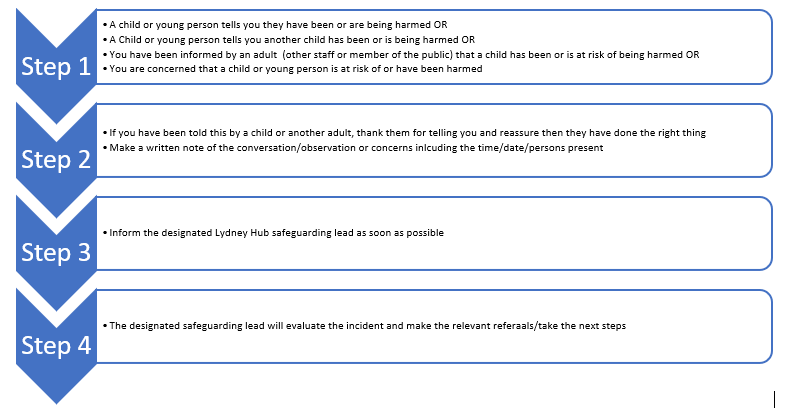 Step 1
• A child or young person tells you they have been or are being harmed OR
• A Child or young person tells you another child has been or is being harmed OR
• You have been informed by an adult (other staff or member of the public) that a child has been or is at risk of being harmed OR
• You are concerned that a child or young person is at risk of or have been harmed
Step 2
• If you have been told this by a child or another adult, thank them for telling you and reassure then they have done the right thing
• Make a written note of the conversation/observation or concerns inlcuding the time/date/persons present
Step 3
• Inform the designated Lydney Hub safeguarding lead as soon as possible
Step 4
• The designated safeguarding lead will evaluate the incident and make the relevant referaals/take the next steps